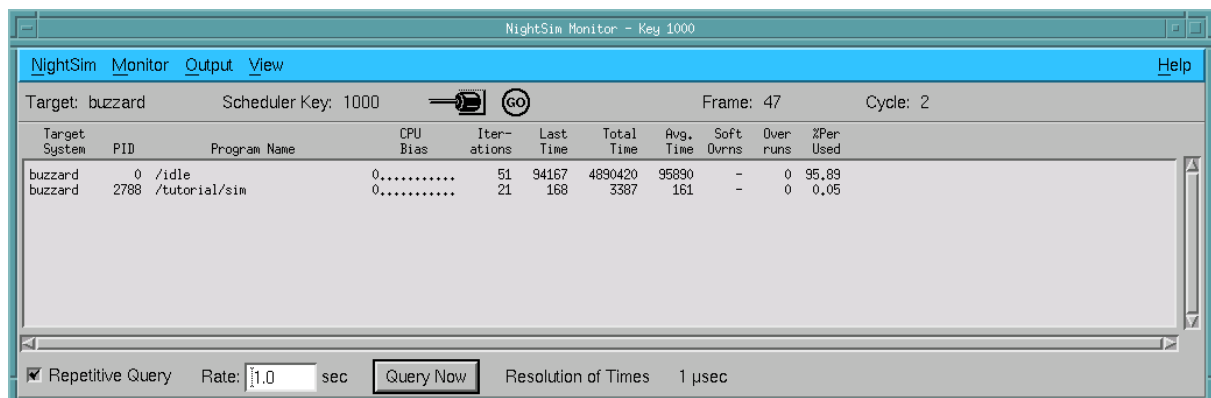 NightSim Monitor - Key 1000
NightSim Monitor Output View Help
Target: buzzard Scheduler Key: 1000 GO Frame: 47 Cycle: 2
Target CPU Iter- Last Total Avg. Soft Over %Per
System PID Program Name Bias ations Time Time Time Ovrns runs Used
buzzard 0 /idle 0........... 51 94167 4890420 95890 - 0 95.89
buzzard 2788 /tutorial/sim 0........... 21 168 3387 161 - 0 0.05
Repetitive Query Rate: 1.0 sec Query Now Resolution of Times 1 µsec